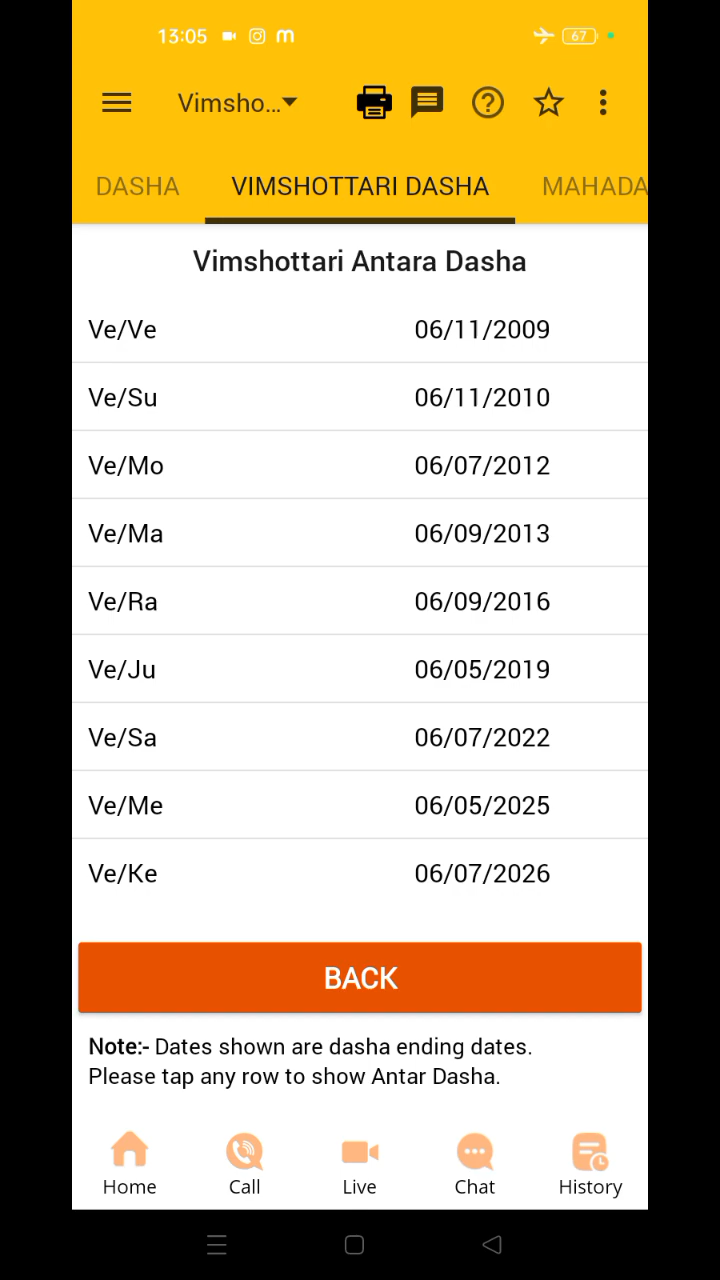 13:05
67
Vimsho...
DASHA VIMSHOTTARI DASHA MAHADA
Vimshottari Antara Dasha
Ve/Ve 06/11/2009
Ve/Su 06/11/2010
Ve/Mo 06/07/2012
Ve/Ma 06/09/2013
Ve/Ra 06/09/2016
Ve/Ju 06/05/2019
Ve/Sa 06/07/2022
Ve/Me 06/05/2025
Ve/Ke 06/07/2026
BACK
Note:- Dates shown are dasha ending dates.
Please tap any row to show Antar Dasha.
Home Call Live Chat History